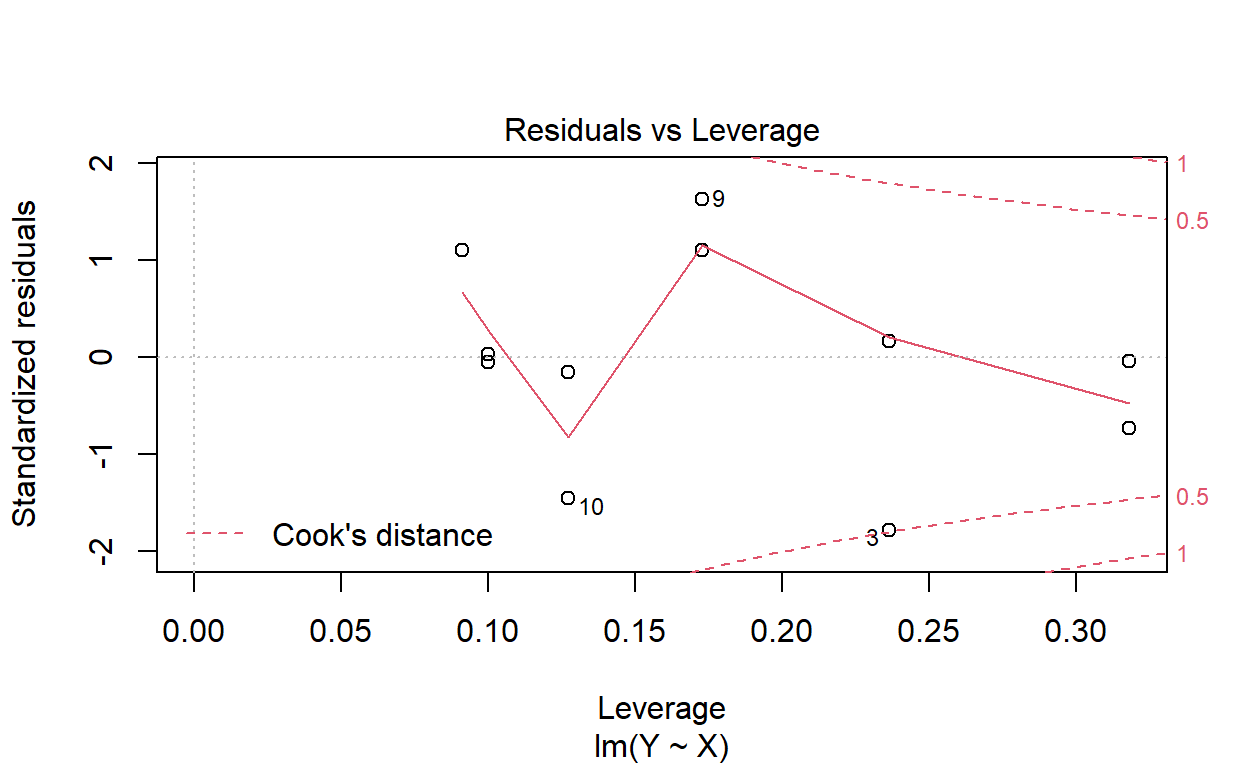 Residuals vs Leverage
Standardized residuals
2
1
0
-1
-2
1
0.5
0.5
1
9
10
3
Cook's distance
0.00 0.05 0.10 0.15 0.20 0.25 0.30
Leverage
lm(Y ~ X)